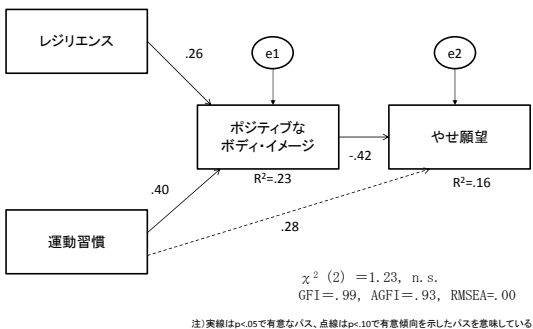 レジリエンス
.26
e1
e2
ポジティブな
ボディ・イメージ
-.42
やせ願望
R²=.23
R²=.16
.40
運動習慣
.28
χ² (2) =1.23, n.s.
GFI=.99, AGFI=.93, RMSEA=.00
注)実線はp<.05で有意なパス、点線はp<.10で有意傾向を示したパスを意味している